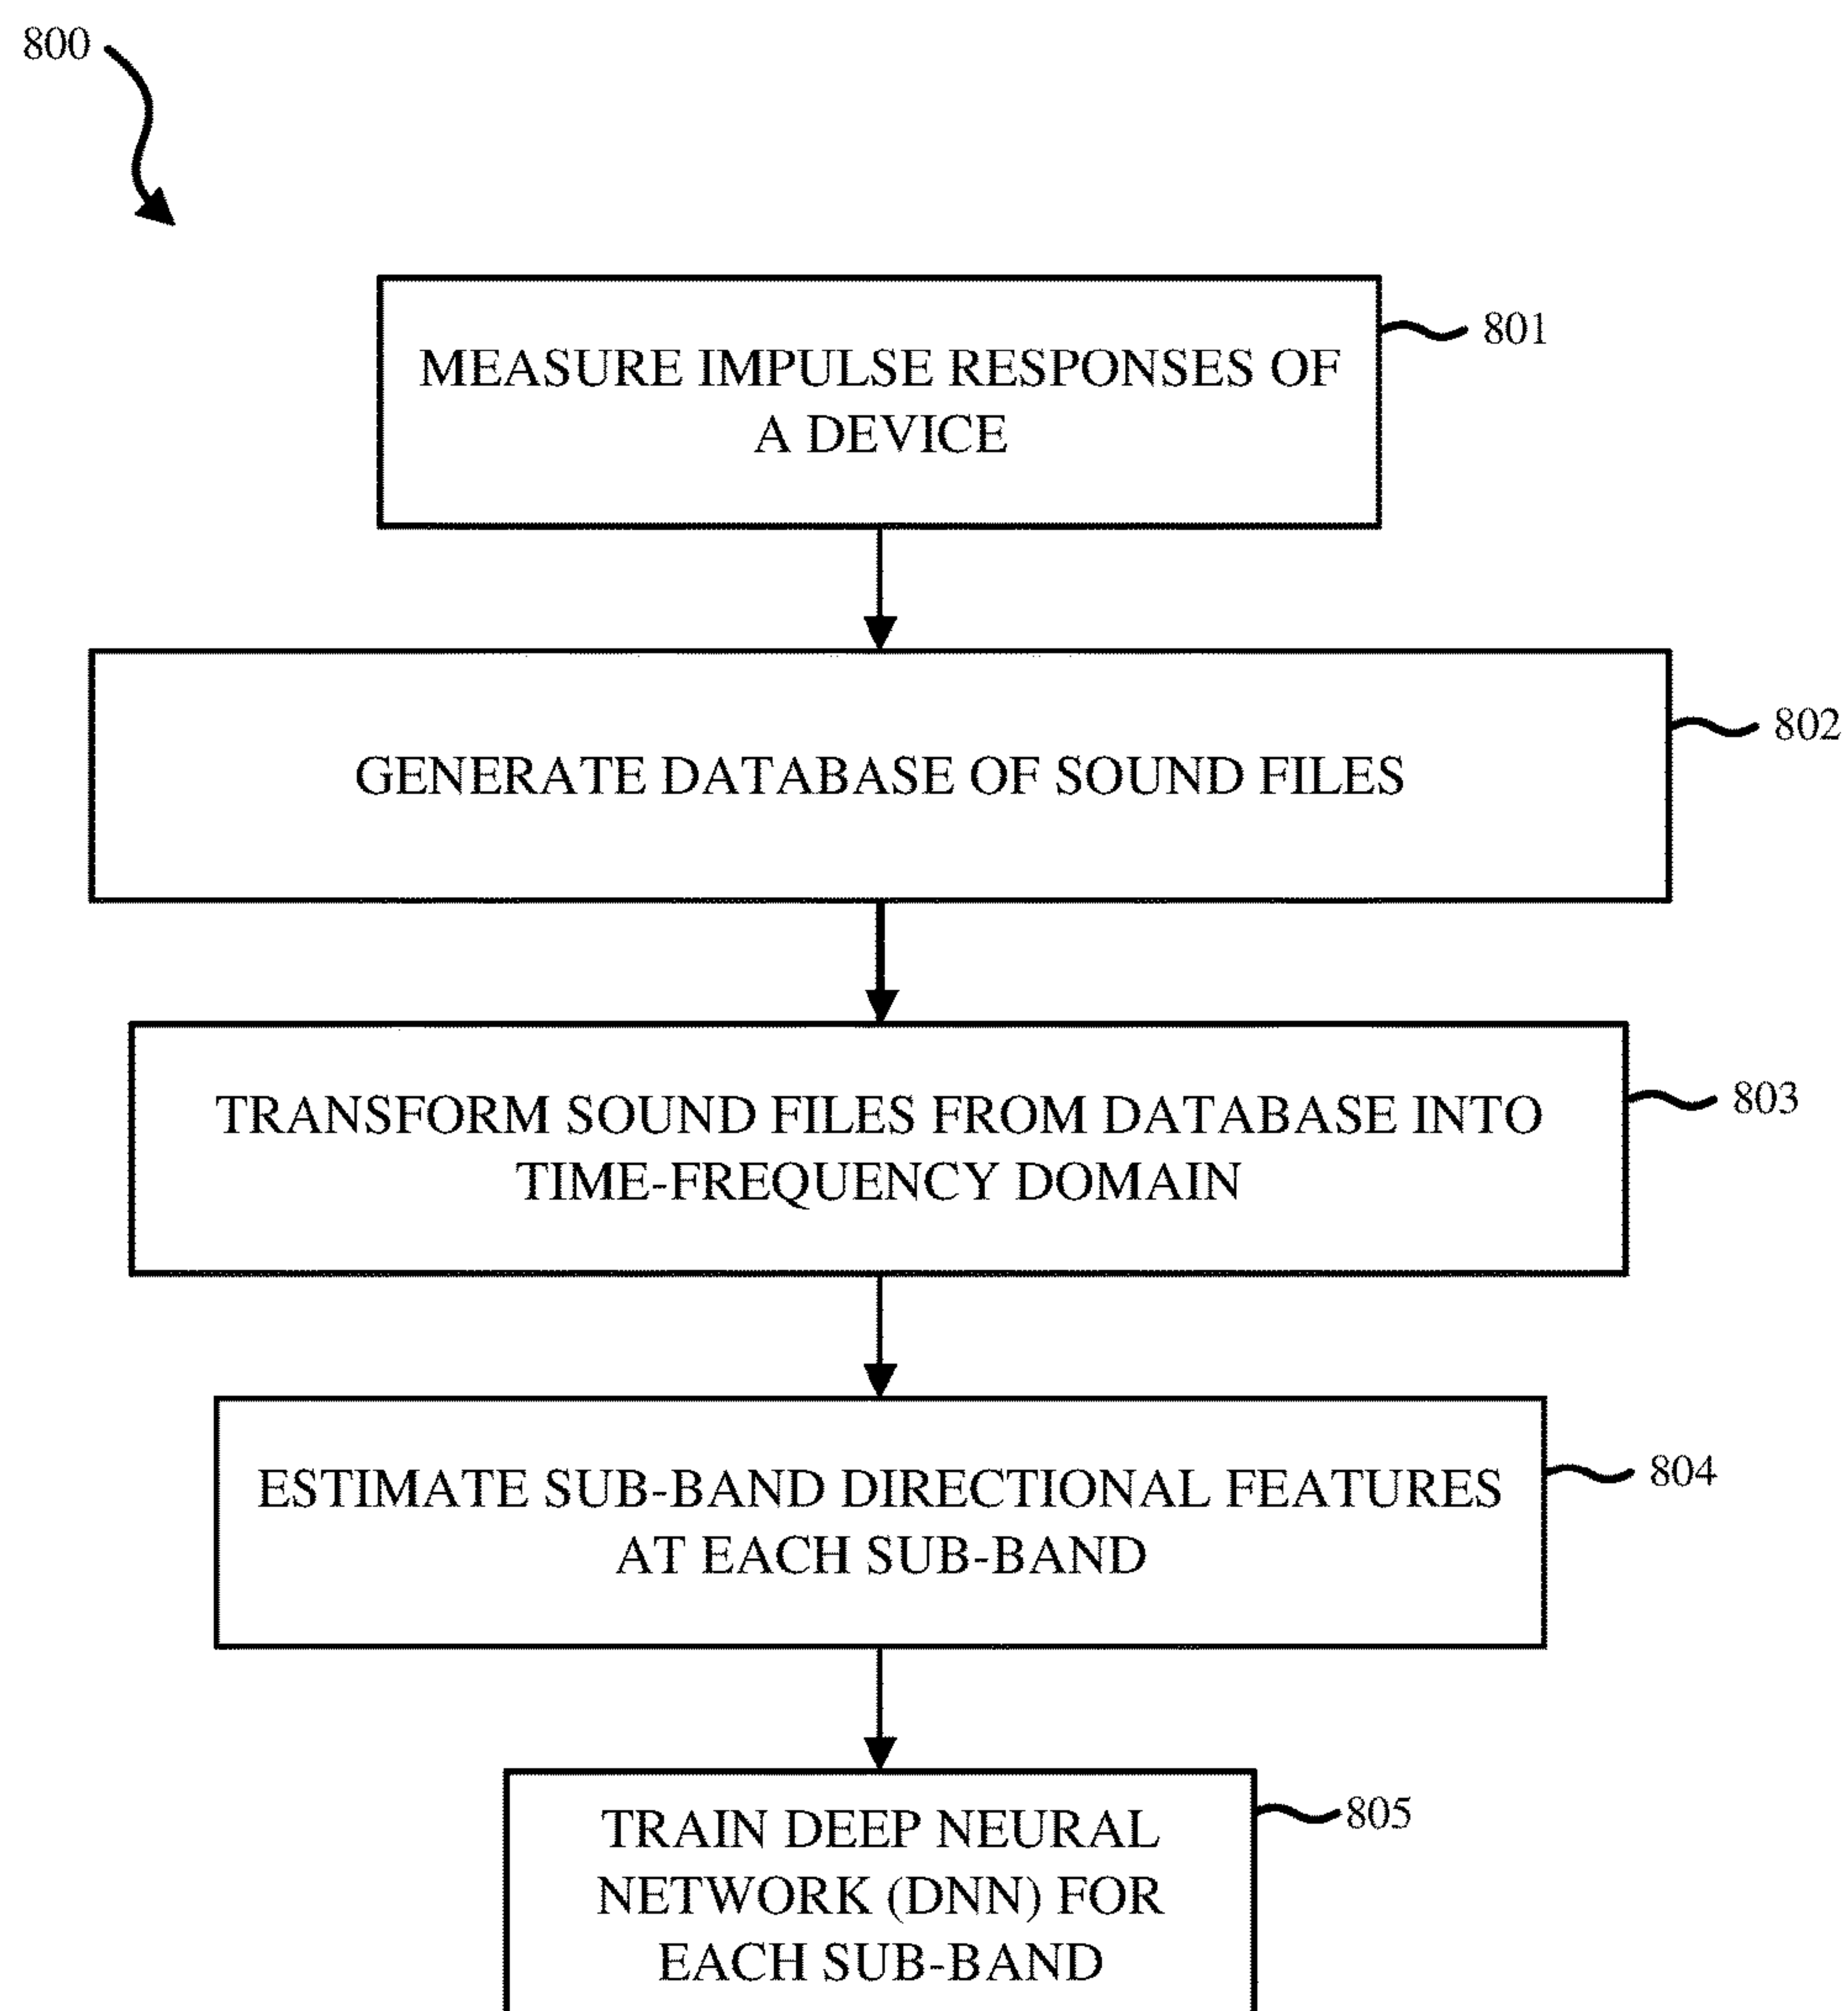 800
MEASURE IMPULSE RESPONSES OF
A DEVICE
801
GENERATE DATABASE OF SOUND FILES
802
TRANSFORM SOUND FILES FROM DATABASE INTO
TIME-FREQUENCY DOMAIN
803
ESTIMATE SUB-BAND DIRECTIONAL FEATURES
AT EACH SUB-BAND
804
TRAIN DEEP NEURAL
NETWORK (DNN) FOR
EACH SUB-BAND
805